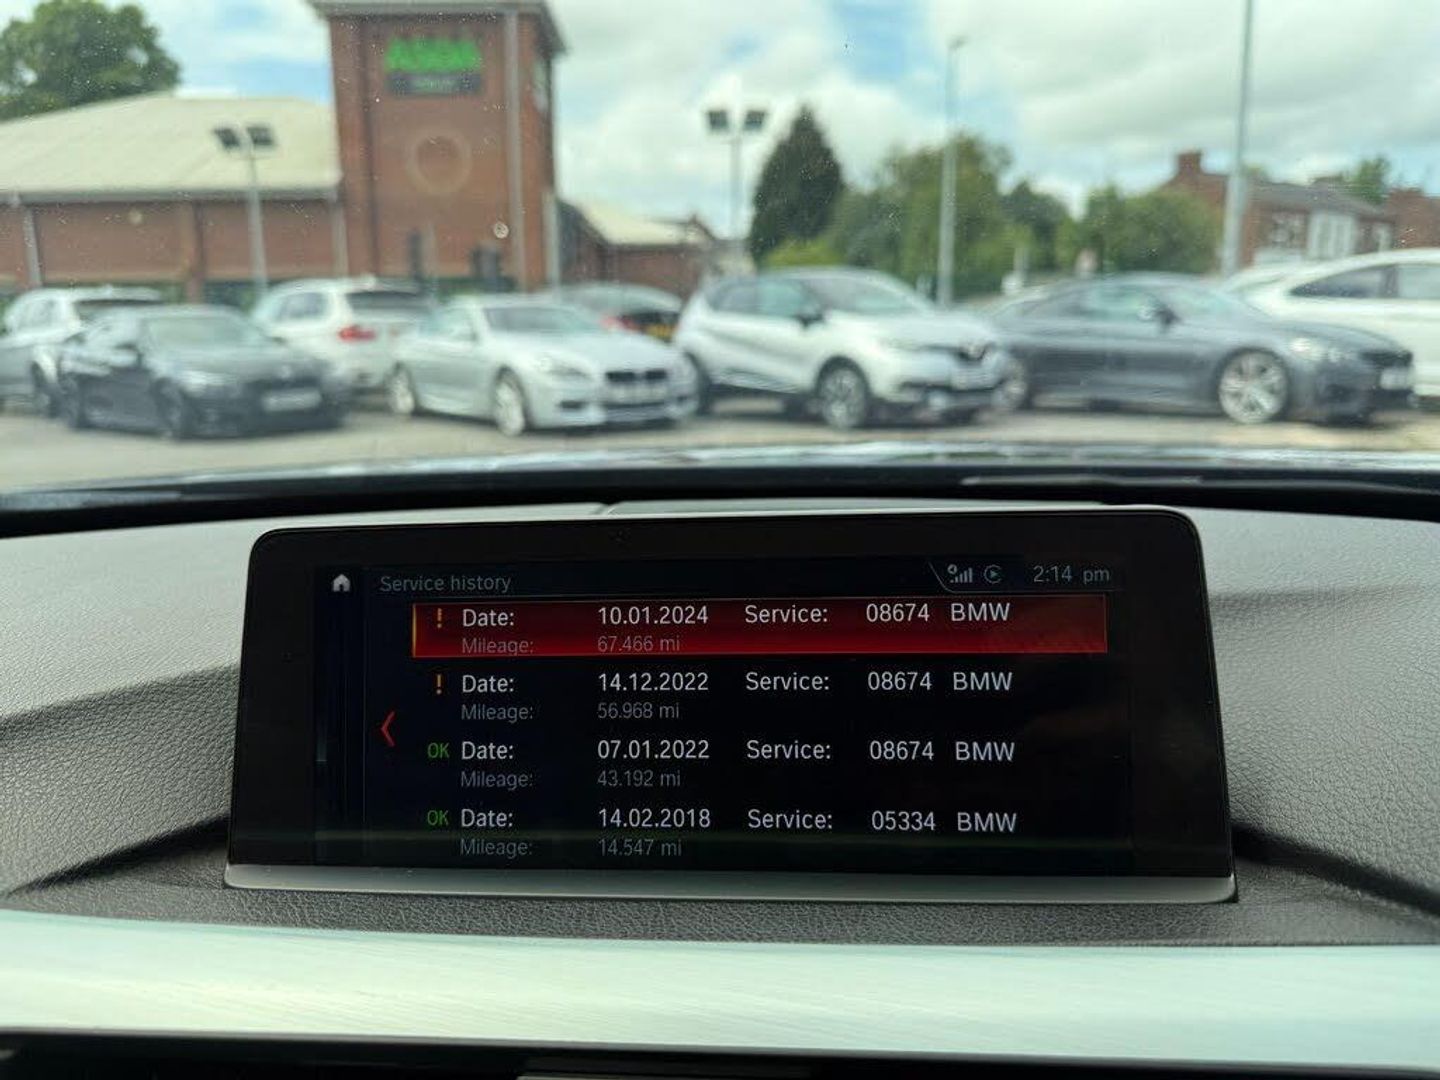 ASDA
Service history 2:14 pm
! Date: 10.01.2024 Service: 08674 BMW
Mileage: 67.466 mi
! Date: 14.12.2022 Service: 08674 BMW
Mileage: 56.968 mi
OK Date: 07.01.2022 Service: 08674 BMW
Mileage: 43.192 mi
OK Date: 14.02.2018 Service: 05334 BMW
Mileage: 14.547 mi